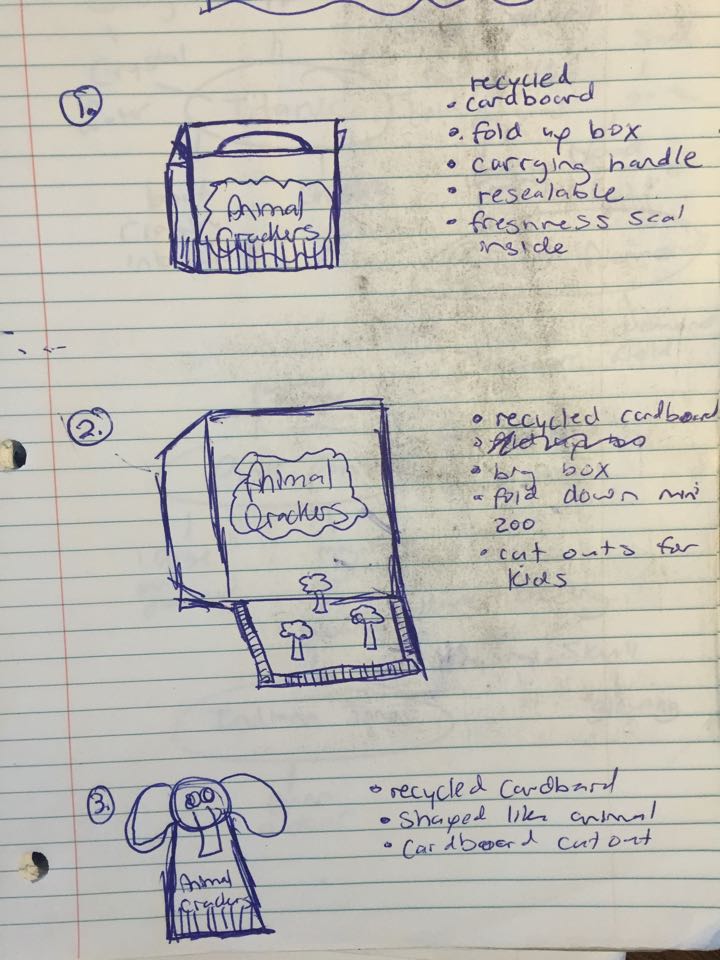 1.
Animal
Crackers
recycled
• cardboard
• fold up box
• carrying handle
• resealable
• freshness seal
inside
2.
Animal
Crackers
• recycled cardboard
• big box
• fold down mini
zoo
• cut outs for
kids
3.
Animal
Crackers
• recycled cardboard
• shaped like animal
• cardboard cut out